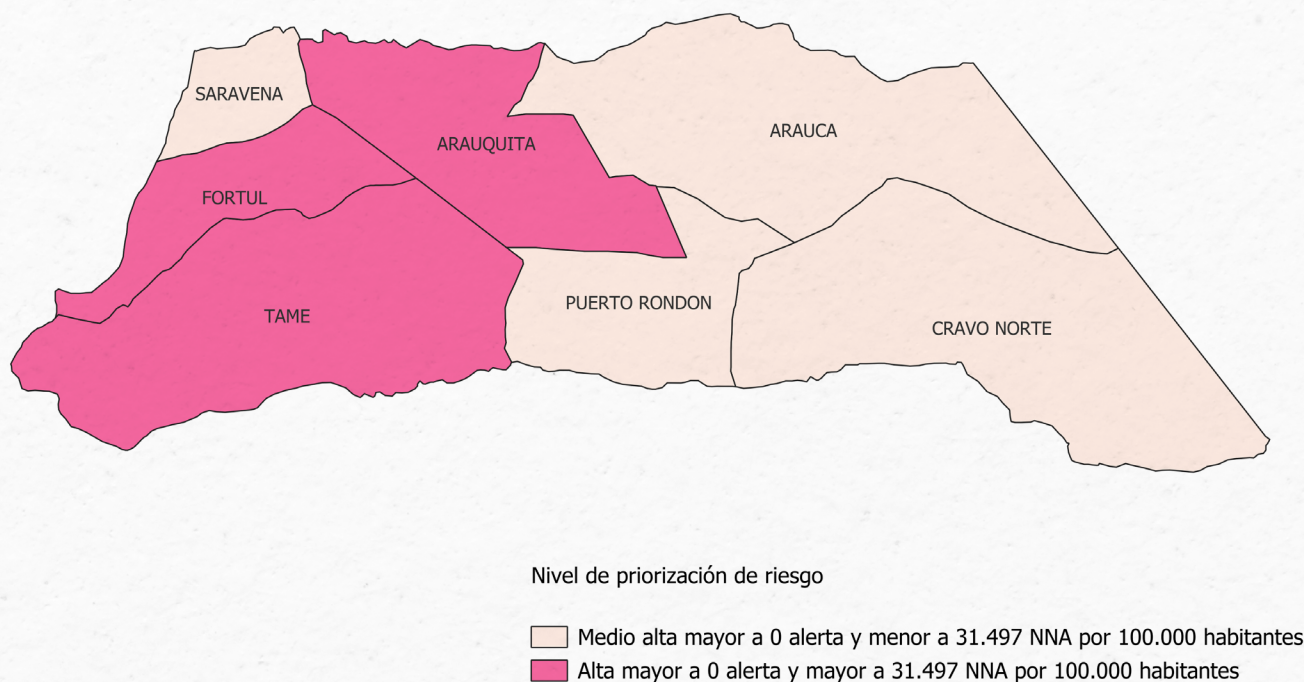 SARAVENA
ARAUCA
ARAUQUITA
FORTUL
PUERTO RONDON
TAME
CRAVO NORTE
Nivel de priorización de riesgo
Medio alta mayor a 0 alerta y menor a 31.497 NNA por 100.000 habitantes
Alta mayor a 0 alerta y mayor a 31.497 NNA por 100.000 habitantes